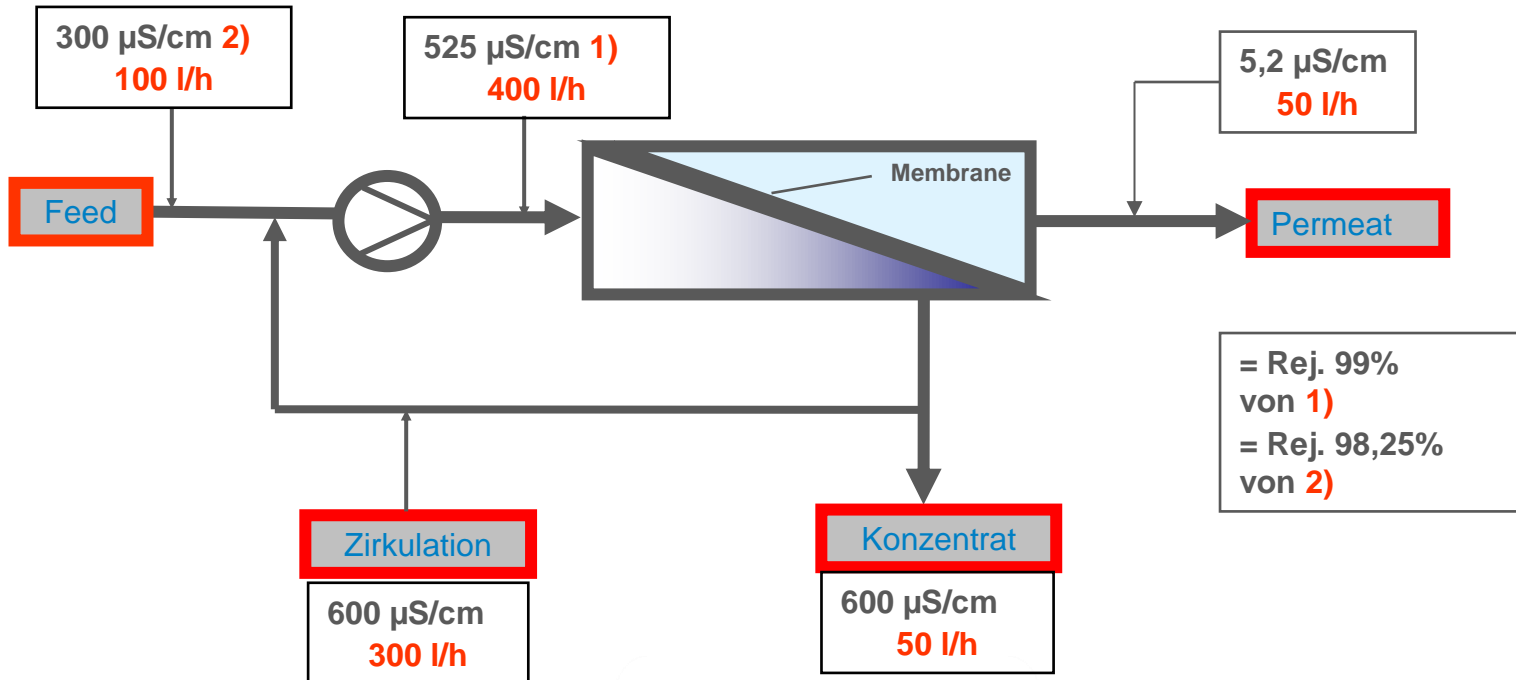 300 µS/cm 2)
100 l/h
525 µS/cm 1)
400 l/h
5,2 µS/cm
50 l/h
Membrane
Feed
Permeat
= Rej. 99%
von 1)
= Rej. 98,25%
von 2)
Zirkulation
600 µS/cm
300 l/h
Konzentrat
600 µS/cm
50 l/h